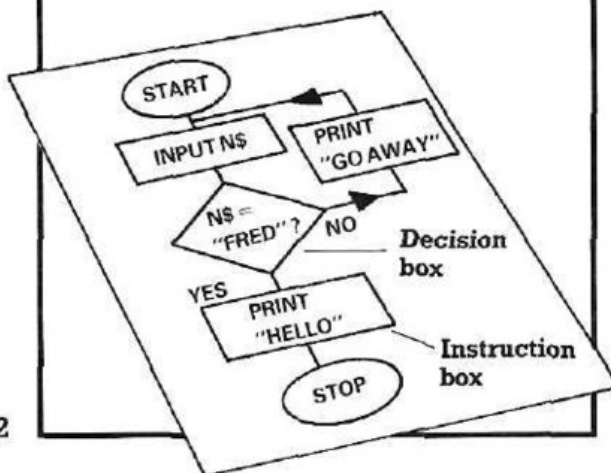 START
INPUT N$
PRINT
"GO AWAY"
N$ =
"FRED" ?
NO
Decision
box
YES
PRINT
"HELLO"
Instruction
box
STOP
2